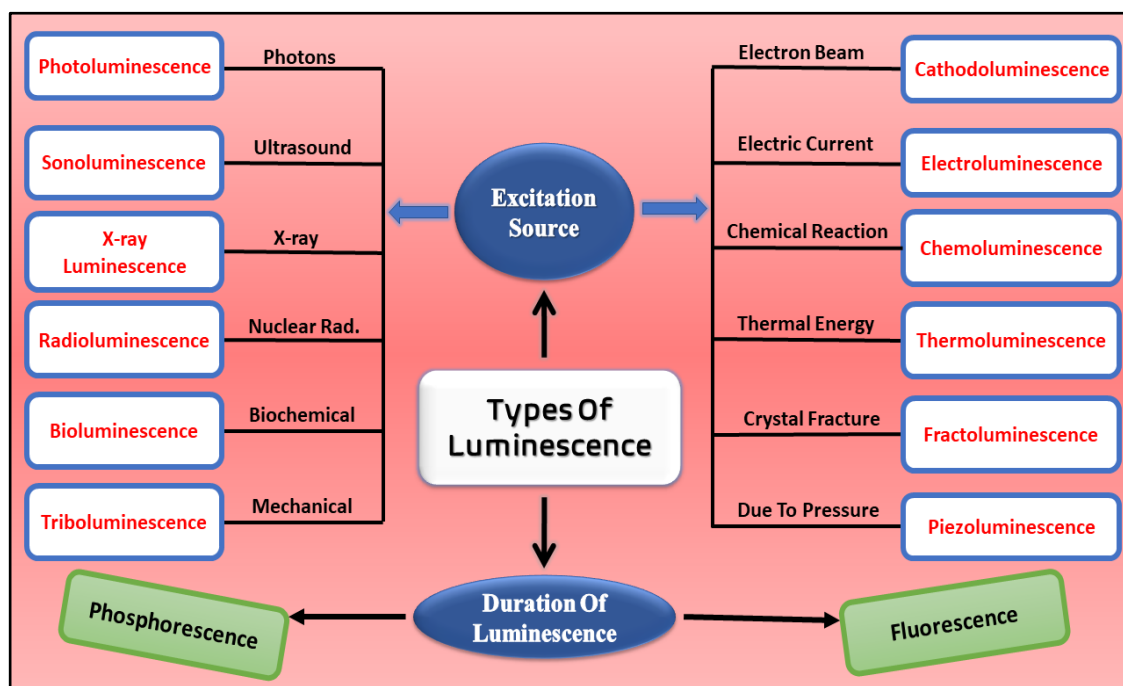 Photoluminescence
Photons
Sonoluminescence
Ultrasound
X-ray
Luminescence
X-ray
Radioluminescence
Nuclear Rad.
Bioluminescence
Biochemical
Triboluminescence
Mechanical
Excitation
Source
Electron Beam
Cathodoluminescence
Electric Current
Electroluminescence
Chemical Reaction
Chemoluminescence
Thermal Energy
Thermoluminescence
Crystal Fracture
Fractoluminescence
Due To Pressure
Piezoluminescence
Types Of
Luminescence
Phosphorescence
Duration Of
Luminescence
Fluorescence